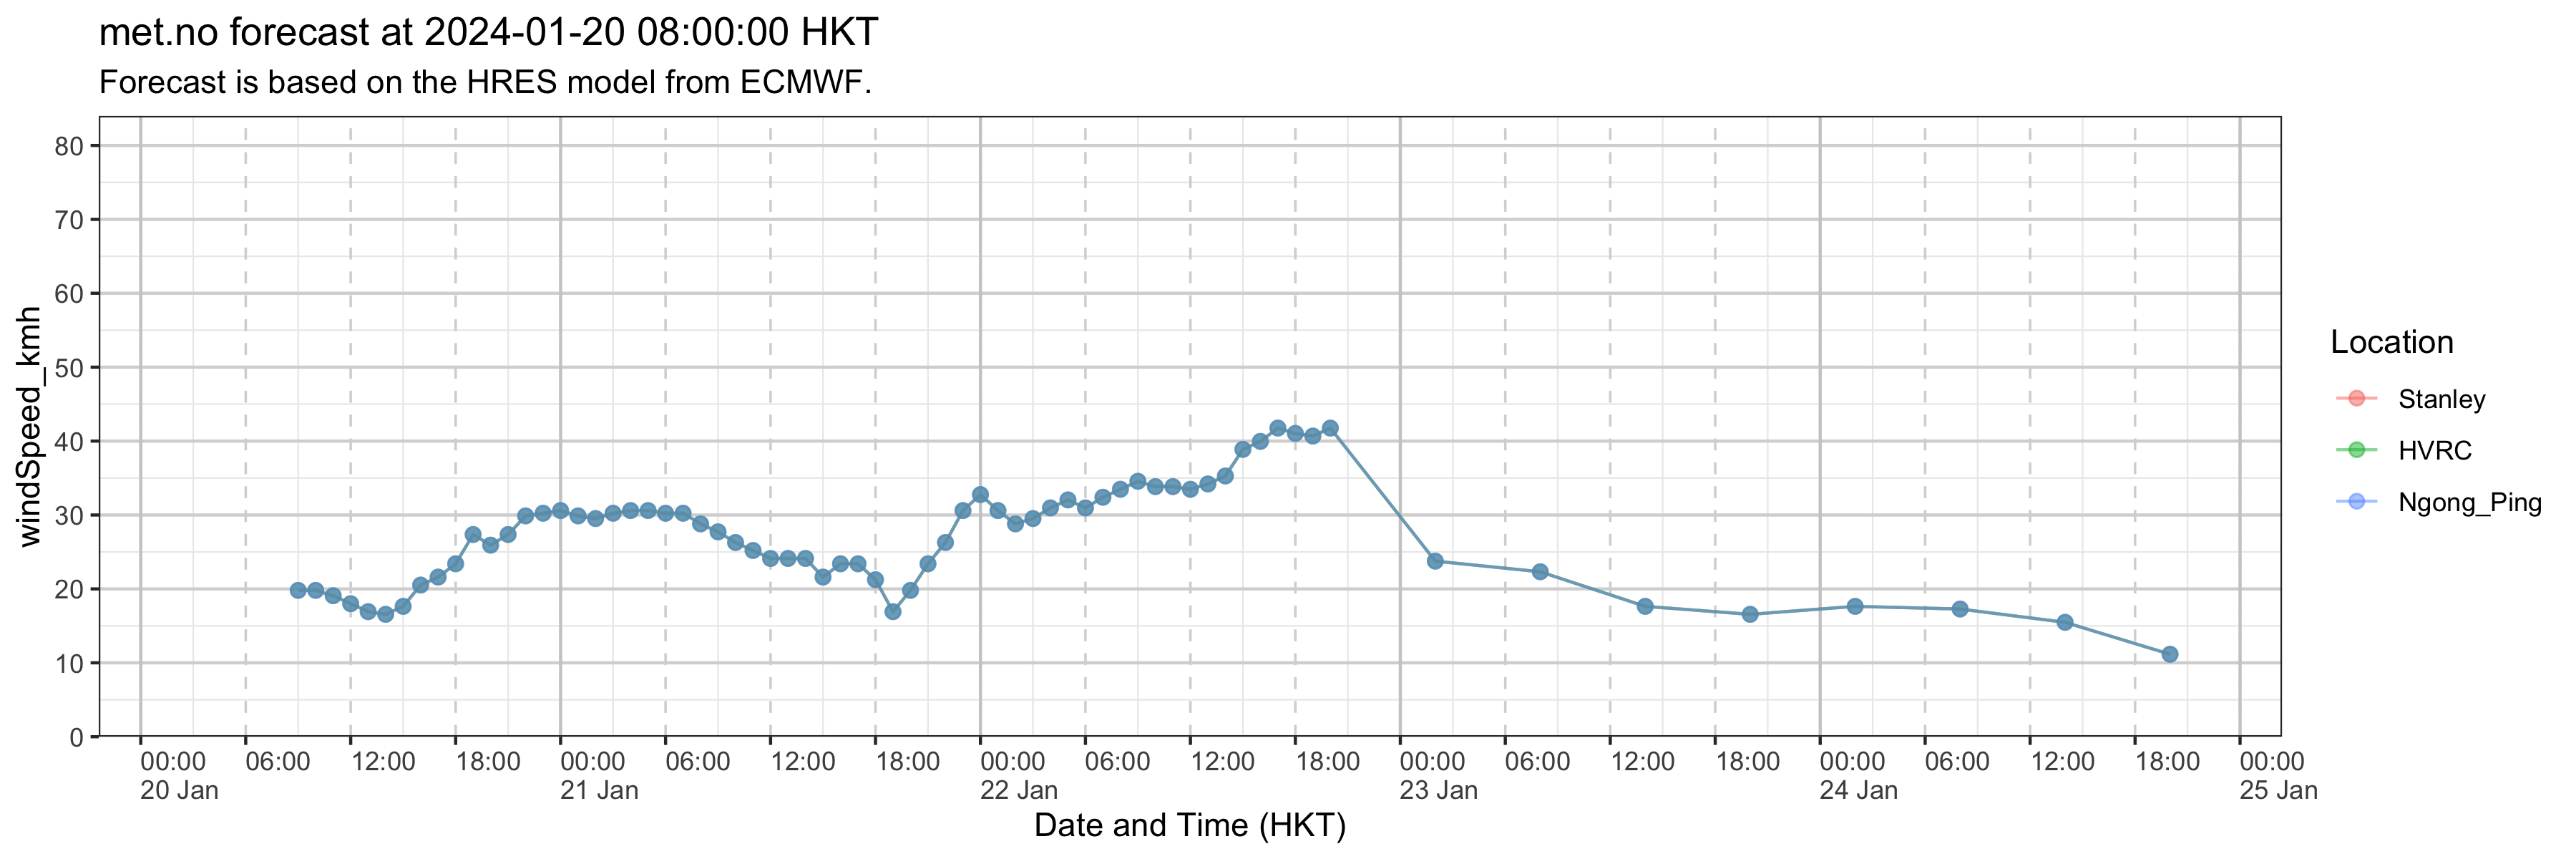 met.no forecast at 2024-01-20 08:00:00 HKT
Forecast is based on the HRES model from ECMWF.
windSpeed_kmh
80
70
60
50
40
30
20
10
0
00:00 06:00 12:00 18:00 00:00 06:00 12:00 18:00 00:00 06:00 12:00 18:00 00:00 06:00 12:00 18:00 00:00 06:00 12:00 18:00 00:00
20 Jan 21 Jan 22 Jan 23 Jan 24 Jan 25 Jan
Date and Time (HKT)
Location
Stanley
HVRC
Ngong_Ping